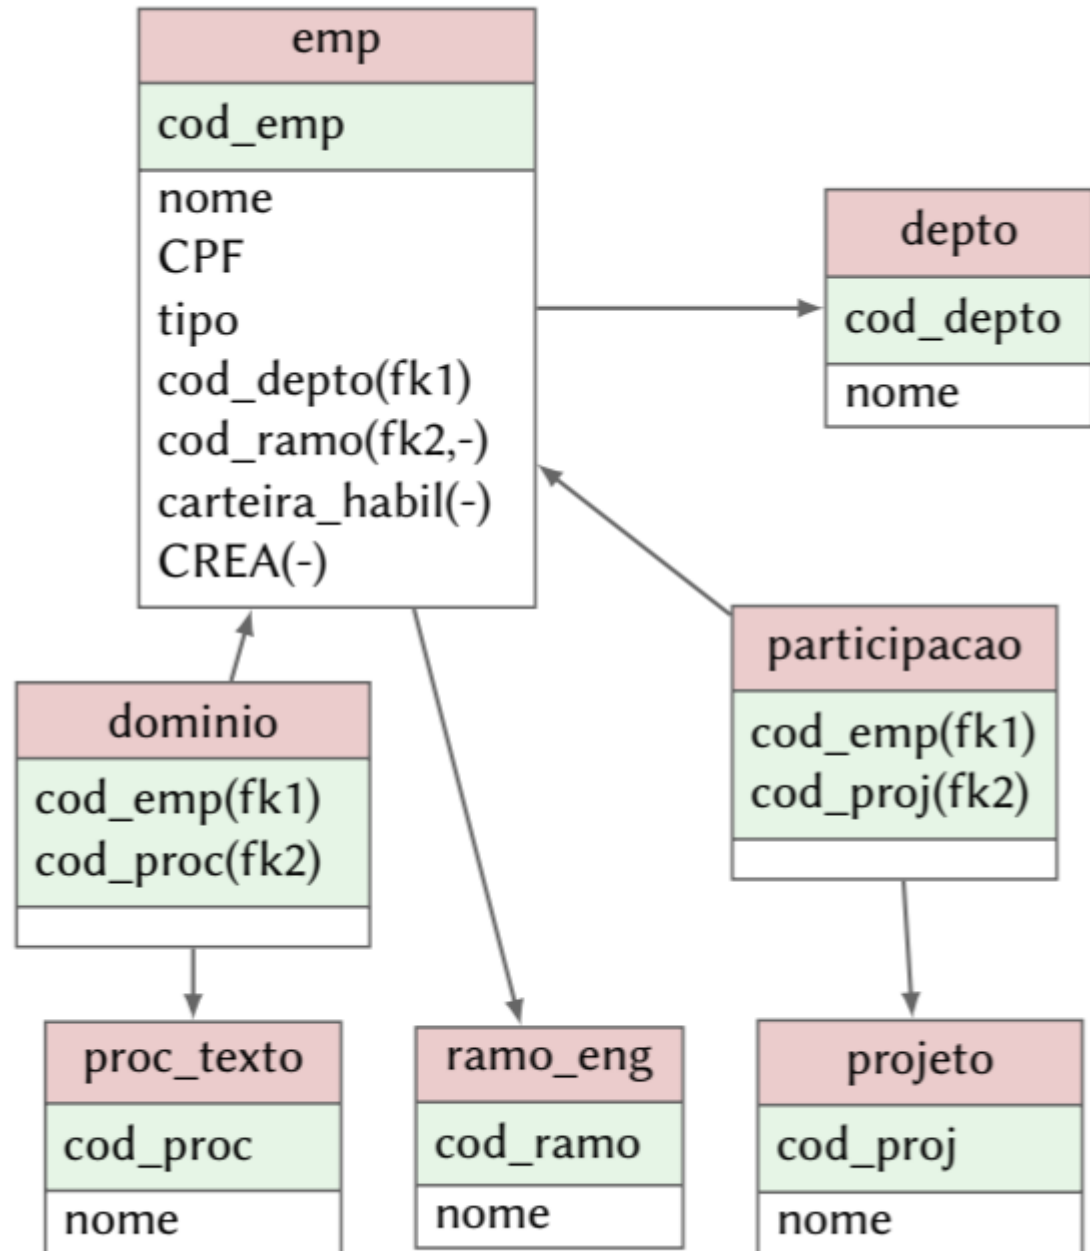 emp
cod_emp
nome
CPF
tipo
cod_depto(fk1)
cod_ramo(fk2,-)
carteira_habil(-)
CREA(-)
depto
cod_depto
nome
dominio
cod_emp(fk1)
cod_proc(fk2)
participacao
cod_emp(fk1)
cod_proj(fk2)
proc_texto
cod_proc
nome
ramo_eng
cod_ramo
nome
projeto
cod_proj
nome